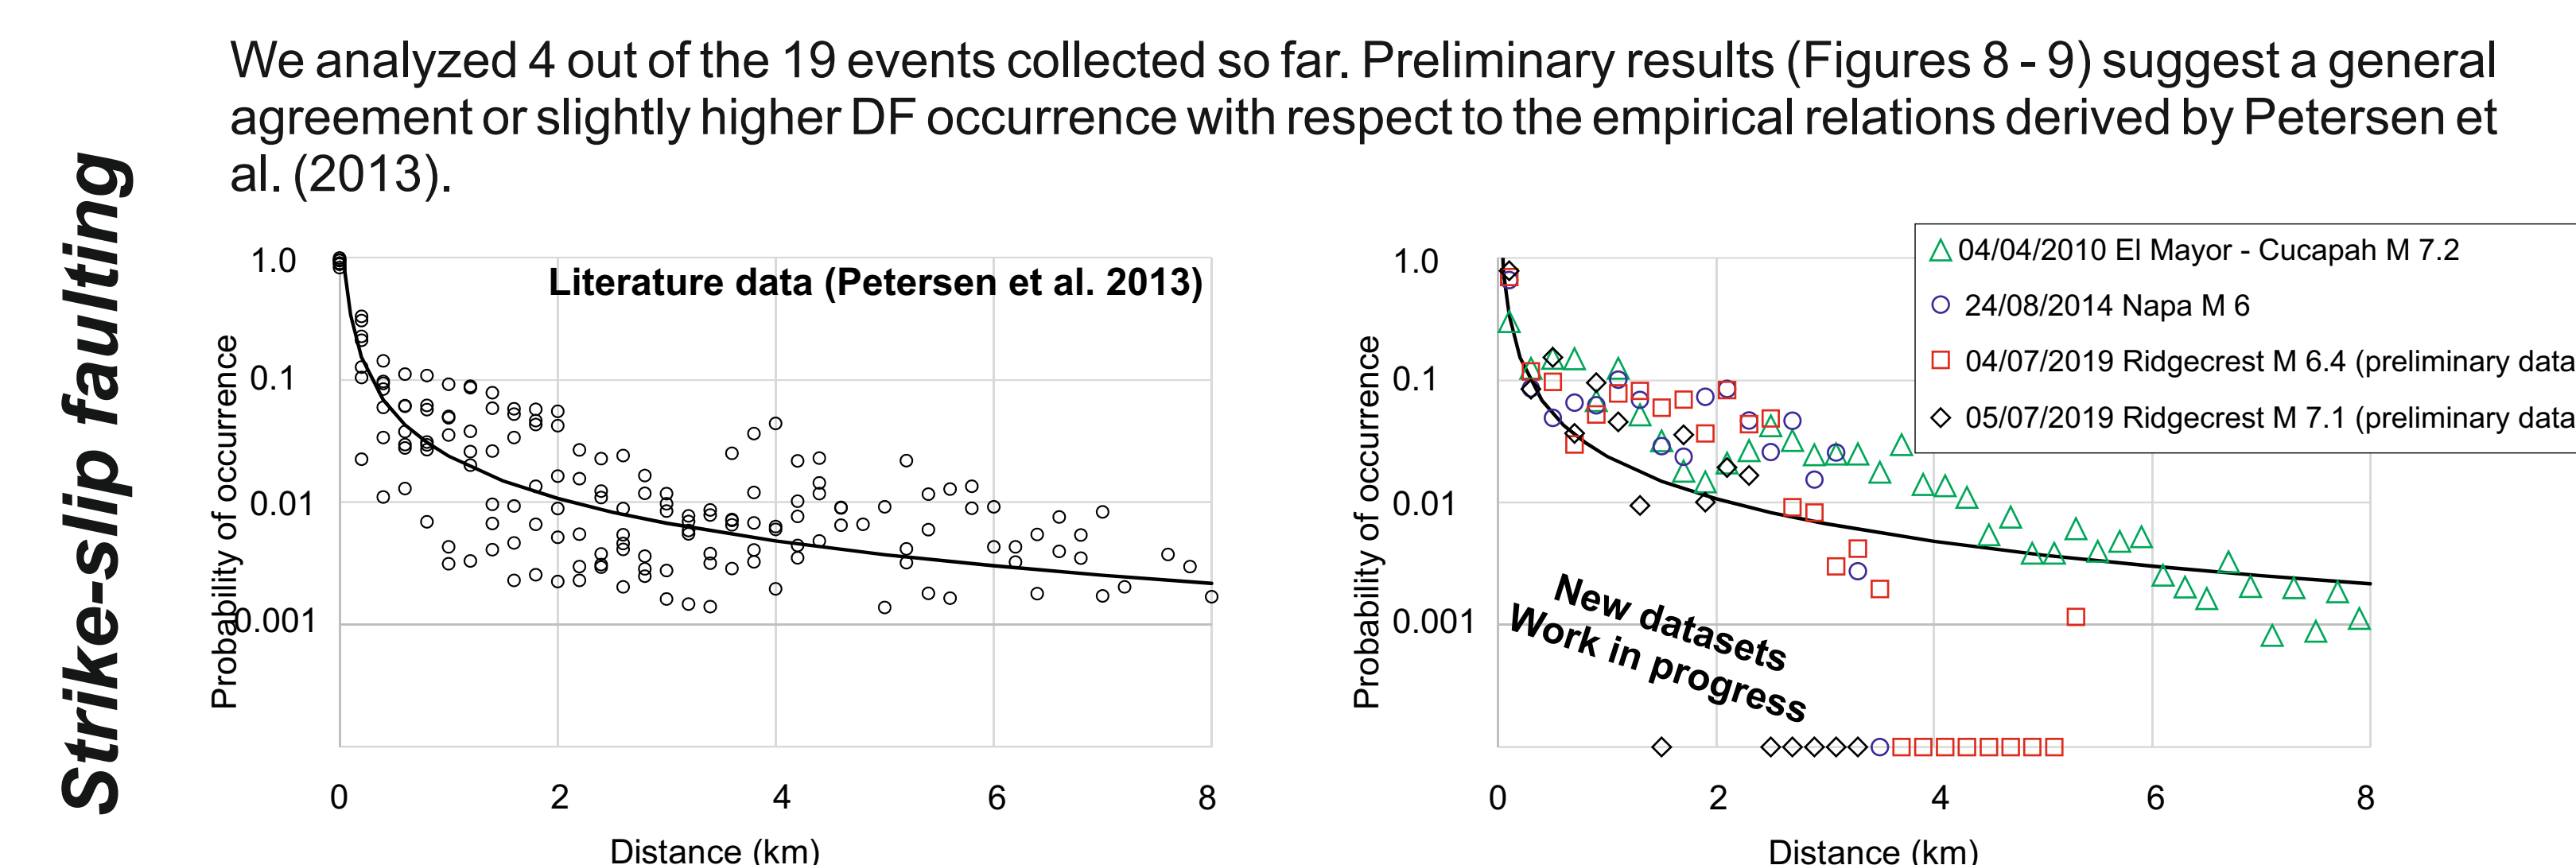 We analyzed 4 out of the 19 events collected so far. Preliminary results (Figures 8 - 9) suggest a general
agreement or slightly higher DF occurrence with respect to the empirical relations derived by Petersen et
al. (2013).
Strike-slip faulting
Literature data (Petersen et al. 2013)
Probability of occurrence
1.0
0.1
0.01
0.001
0 2 4 6 8
Distance (km)
04/04/2010 El Mayor - Cucapah M 7.2
24/08/2014 Napa M 6
04/07/2019 Ridgecrest M 6.4 (preliminary data
05/07/2019 Ridgecrest M 7.1 (preliminary data
Probability of occurrence
1.0
0.1
0.01
0.001
New datasets
Work in progress
0 2 4 6 8
Distance (km)